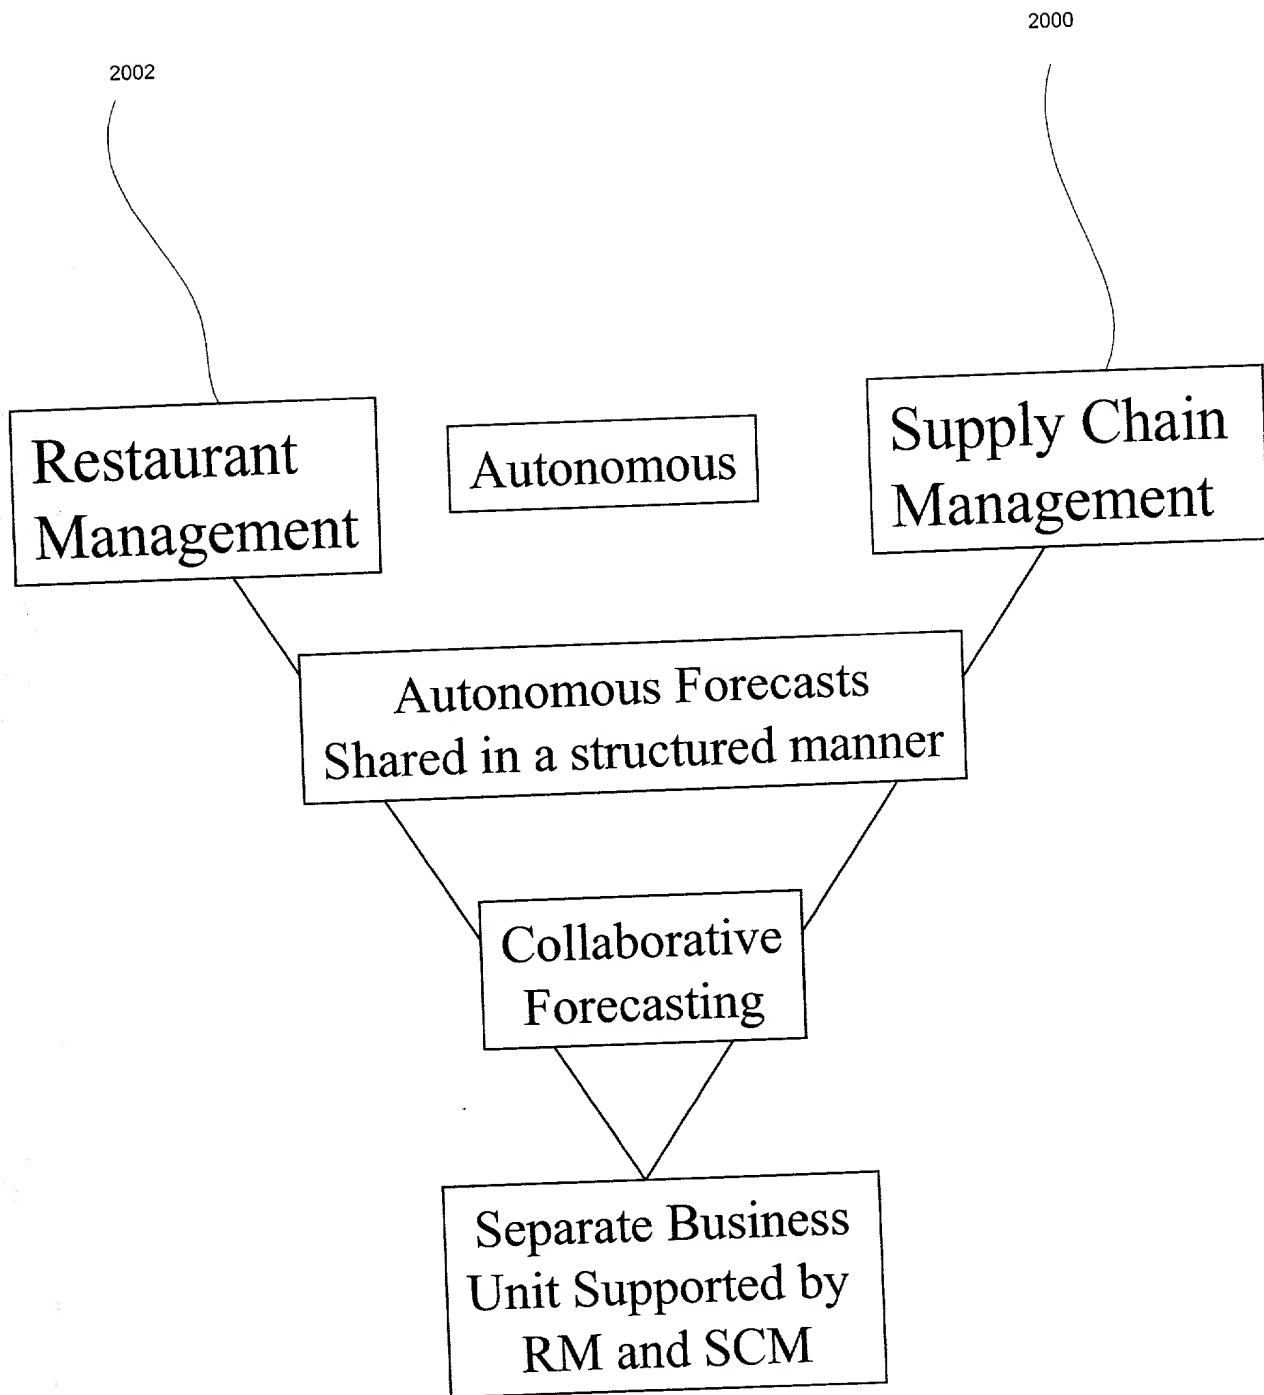 2000
2002
Restaurant
Management
Autonomous
Supply Chain
Management
Autonomous Forecasts
Shared in a structured manner
Collaborative
Forecasting
Separate Business
Unit Supported by
RM and SCM